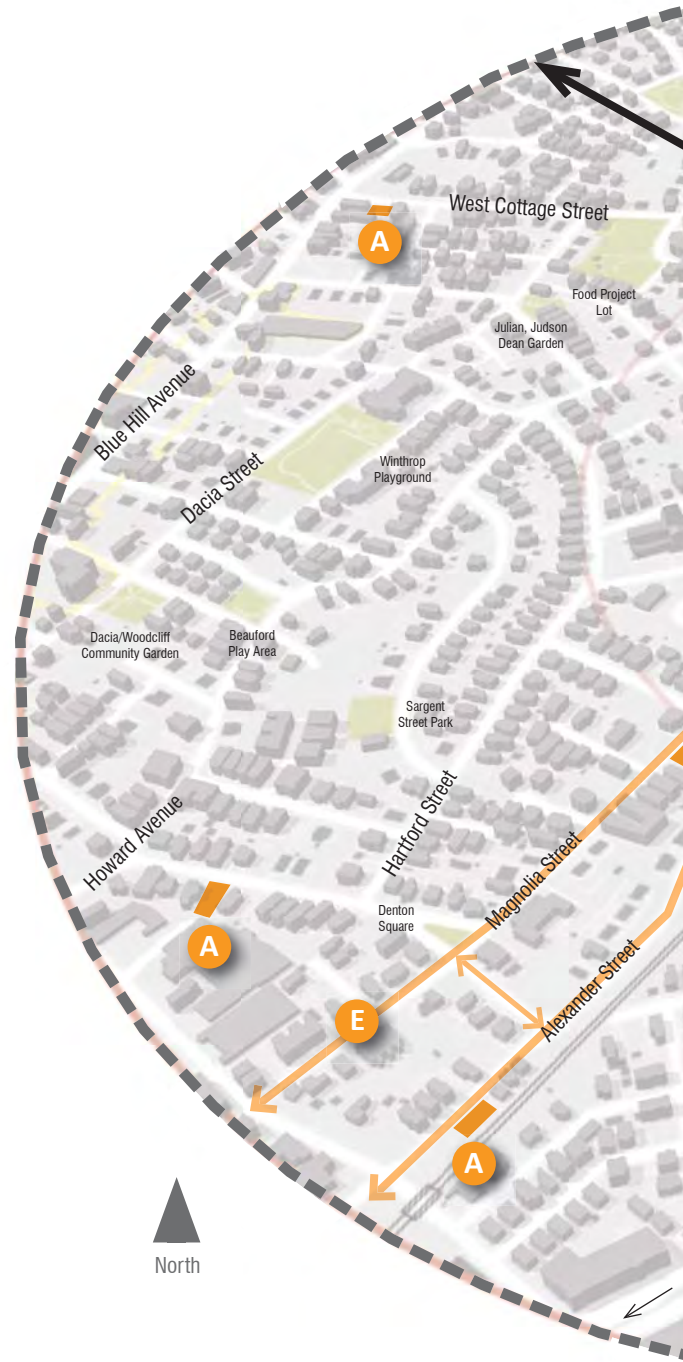 West Cottage Street
A
Food Project
Lot
Julian, Judson
Dean Garden
Blue Hill Avenue
Winthrop
Playground
Dacia Street
Dacia/Woodcliff
Community Garden
Beauford
Play Area
Sargent
Street Park
Hartford Street
Howard Avenue
Magnolia Street
Denton
Square
A
Alexander Street
E
A
North